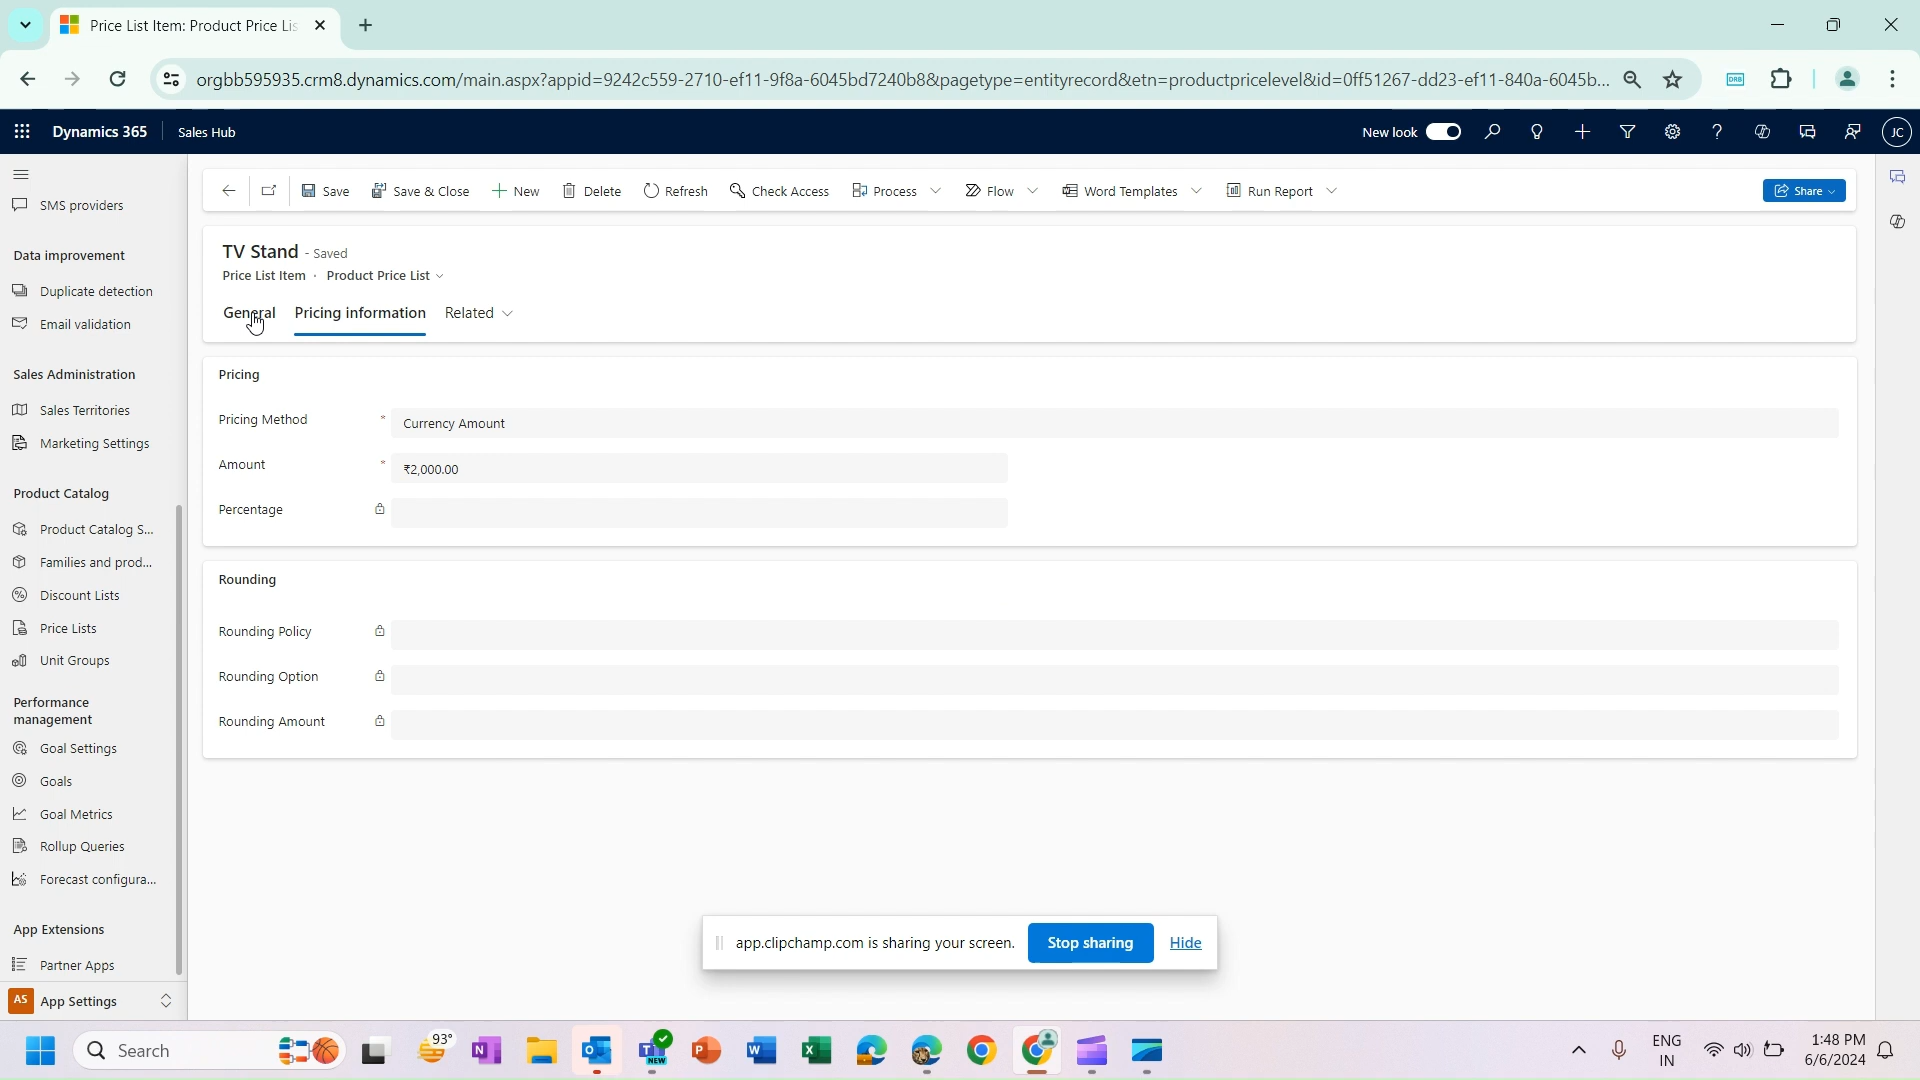 Price List Item: Product Price Lis
orgbb595935.crm8.dynamics.com/main.aspx?appid=9242c559-2710-ef11-9f8a-6045bd7240b8&pagetype=entityrecord&etn=productpricelevel&id=0ff51267-dd23-ef11-840a-6045b...
DRB
Dynamics 365
Sales Hub
New look
JC
SMS providers
Data improvement
Duplicate detection
Email validation
Sales Administration
Sales Territories
Marketing Settings
Product Catalog
Product Catalog S...
Families and prod...
Discount Lists
Price Lists
Unit Groups
Performance
management
Goal Settings
Goals
Goal Metrics
Rollup Queries
Forecast configura...
App Extensions
Partner Apps
AS App Settings
Save
Save & Close
New
Delete
Refresh
Check Access
Process
Flow
Word Templates
Run Report
Share
TV Stand - Saved
Price List Item · Product Price List
General
Pricing information
Related
Pricing
Pricing Method * Currency Amount
Amount * ₹2,000.00
Percentage
Rounding
Rounding Policy
Rounding Option
Rounding Amount
app.clipchamp.com is sharing your screen.
Stop sharing
Hide
Search
93°
NEW
ENG
IN
1:48 PM
6/6/2024